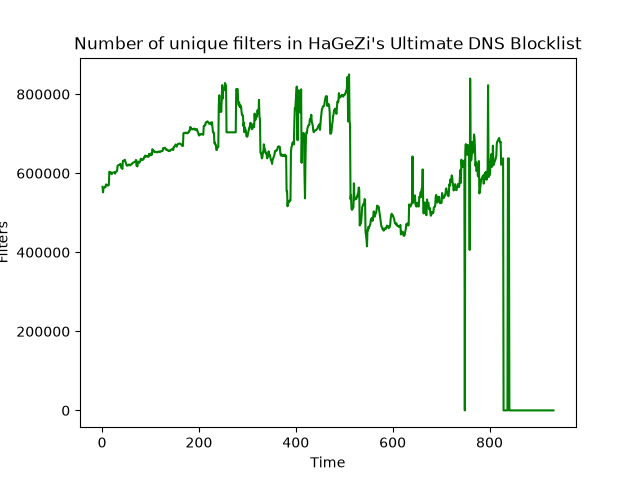 Number of unique filters in HaGeZi's Ultimate DNS Blocklist
800000
600000
400000
200000
0
Filters
0 200 400 600 800
Time